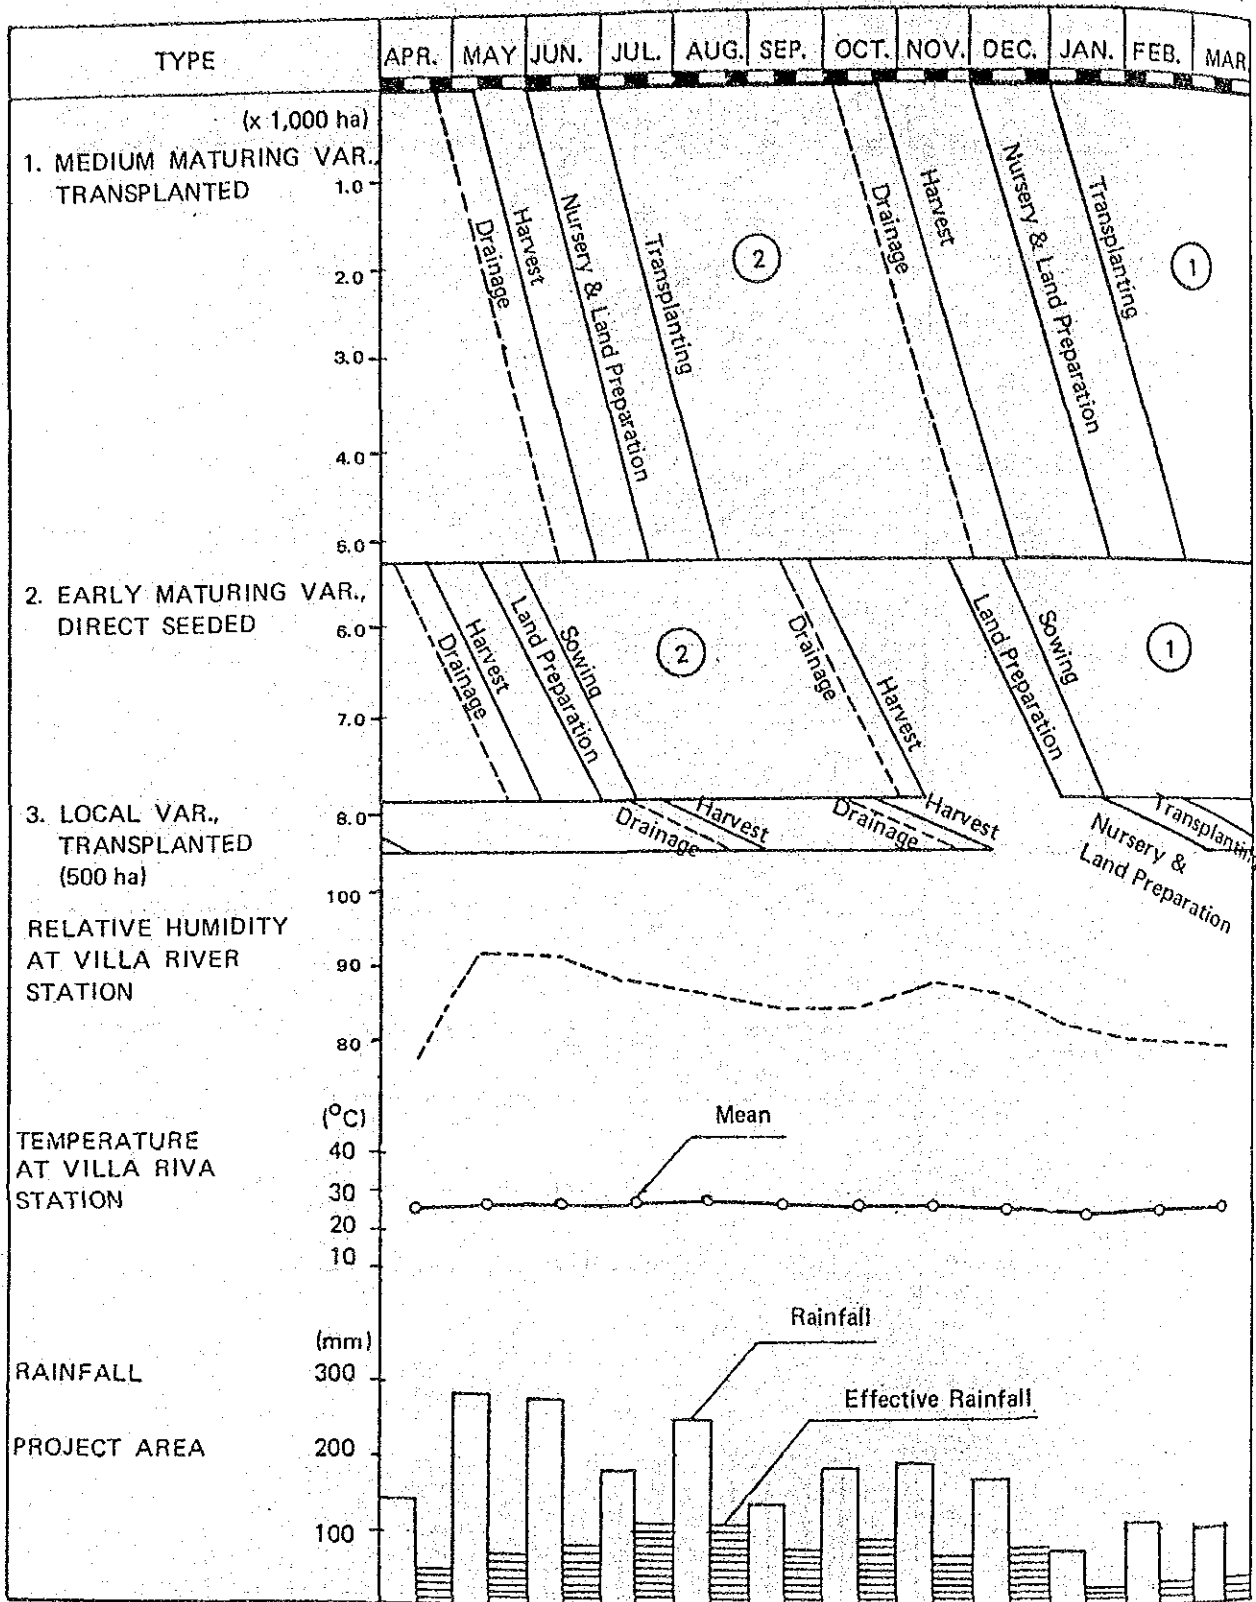 TYPE
APR. MAY JUN. JUL. AUG. SEP. OCT. NOV. DEC. JAN. FEB. MAR.
(x 1,000 ha)
1. MEDIUM MATURING VAR.,
TRANSPLANTED
1.0
2.0
3.0
4.0
5.0
Drainage
Harvest
Nursery & Land Preparation
Transplanting
2
Drainage
Harvest
Nursery & Land Preparation
Transplanting
1
2. EARLY MATURING VAR.,
DIRECT SEEDED
6.0
7.0
Drainage
Harvest
Land Preparation
Sowing
2
Drainage
Harvest
Land Preparation
Sowing
1
3. LOCAL VAR.,
TRANSPLANTED
(500 ha)
8.0
Drainage
Harvest
Drainage
Harvest
Nursery &
Land Preparation
Transplanting
RELATIVE HUMIDITY
AT VILLA RIVER
STATION
100
90
80
TEMPERATURE
AT VILLA RIVA
STATION
(°C)
40
30
20
10
Mean
RAINFALL
PROJECT AREA
(mm)
300
200
100
Rainfall
Effective Rainfall